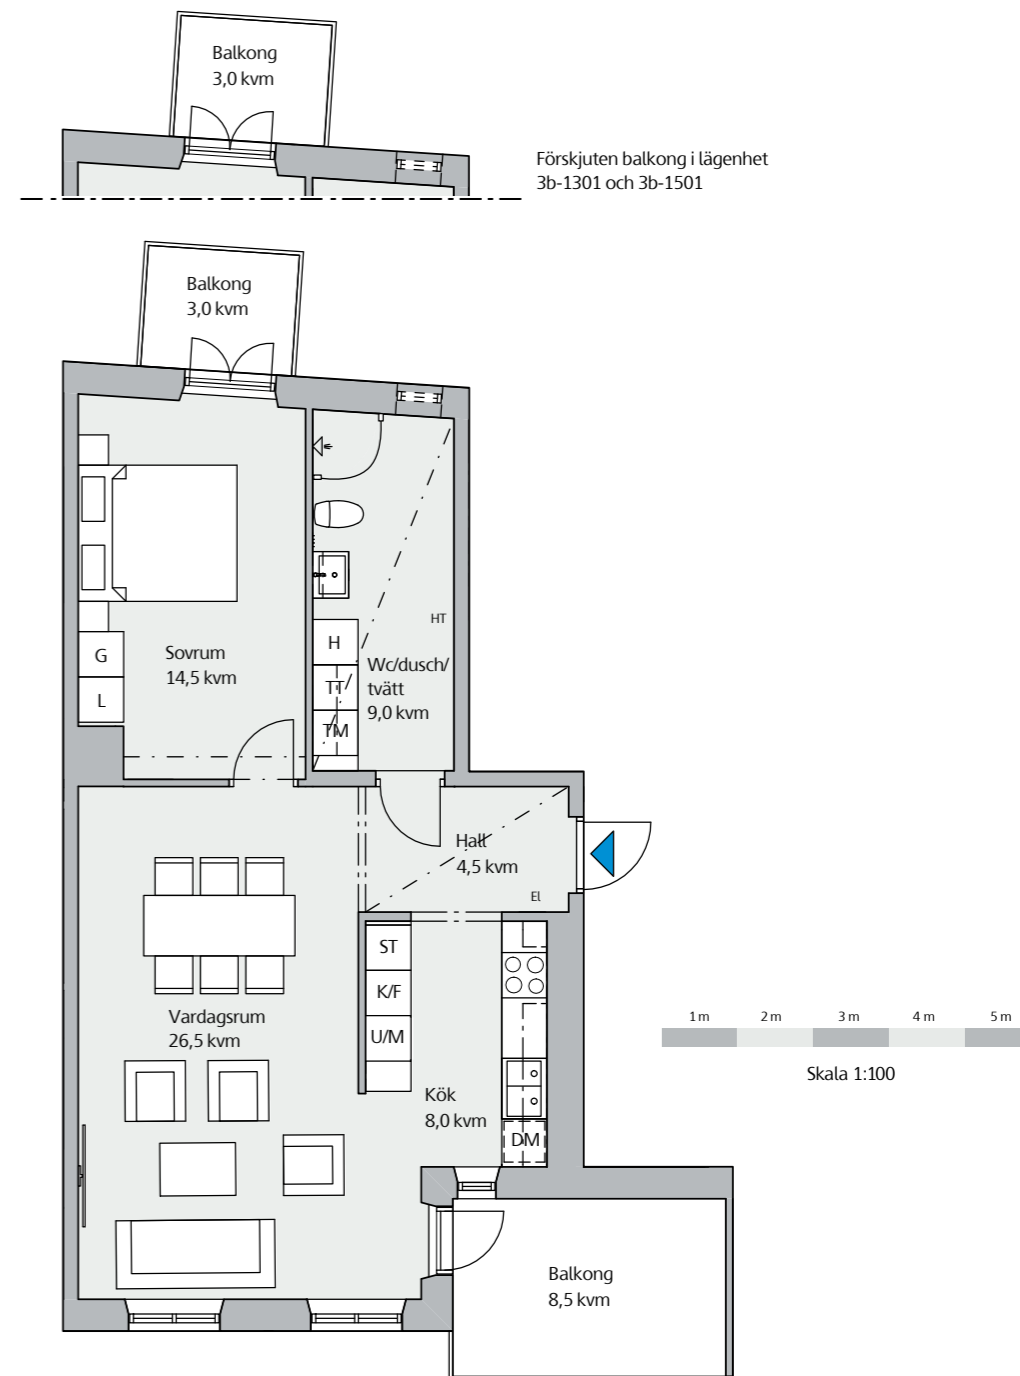 Balkong
3,0 kvm
Förskjuten balkong i lägenhet
3b-1301 och 3b-1501
Balkong
3,0 kvm
HT
H
G
Sovrum
14,5 kvm
Wc/dusch/
tvätt
9,0 kvm
TT
L
TM
Hall
4,5 kvm
El
ST
K/F
U/M
Vardagsrum
26,5 kvm
1 m 2 m 3 m 4 m 5 m
Skala 1:100
Kök
8,0 kvm
DM
Balkong
8,5 kvm